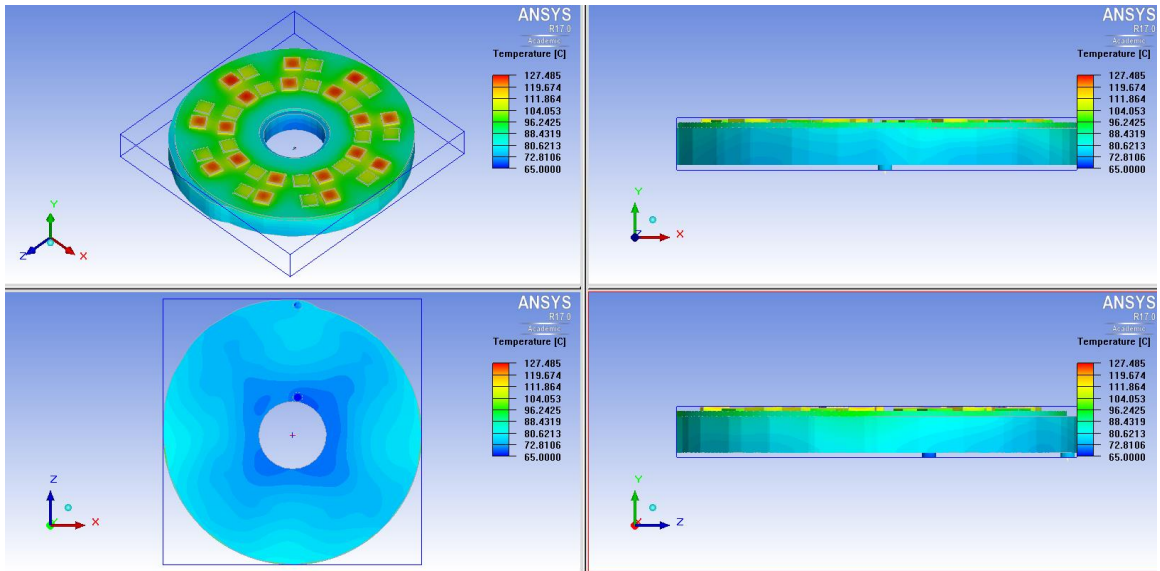 ANSYS
R17.0
Academic
Temperature [C]
127.485
119.674
111.864
104.053
96.2425
88.4319
80.6213
72.8106
65.0000
Y
Z
X
ANSYS
R17.0
Academic
Temperature [C]
127.485
119.674
111.864
104.053
96.2425
88.4319
80.6213
72.8106
65.0000
Y
Z
X
ANSYS
R17.0
Academic
Temperature [C]
127.485
119.674
111.864
104.053
96.2425
88.4319
80.6213
72.8106
65.0000
Z
Y
X
ANSYS
R17.0
Academic
Temperature [C]
127.485
119.674
111.864
104.053
96.2425
88.4319
80.6213
72.8106
65.0000
Y
X
Z